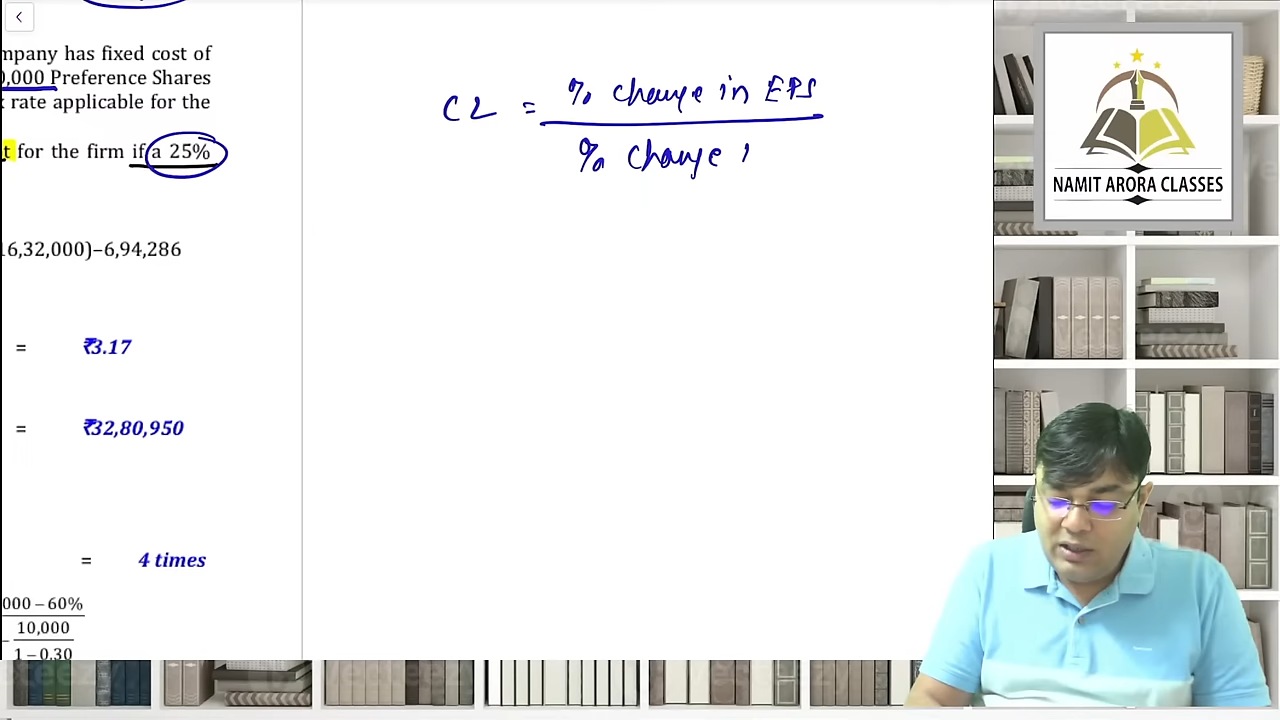 mpany has fixed cost of
0,000 Preference Shares
rate applicable for the
t for the firm if a 25%
16,32,000)–6,94,286
= ₹3.17
= ₹32,80,950
= 4 times
000 – 60%
– 10,000
1 – 0.30
CL = % change in EPS
% change
NAMIT ARORA CLASSES